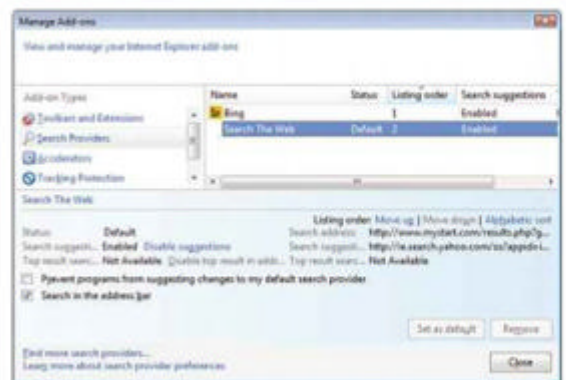 Manage Add-ons
View and manage your Internet Explorer add-ons
Add-on Types
Name Status Listing order Search suggestions
Toolbars and Extensions
Bing 1 Enabled
Search Providers
Search The Web Default 2 Enabled
Accelerators
Tracking Protection
Search The Web
Listing order: Move up | Move down | Alphabetic sort
Status: Default
Search address: http://www.mystart.com/results.php?g...
Search suggesti... Enabled Disable suggestions
Search suggesti... http://ie.search.yahoo.com/os?appid=i...
Top result searc... Not Available Disable top result in addr...
Top result searc... Not Available
Prevent programs from suggesting changes to my default search provider
Search in the address bar
Set as default Remove
Find more search providers...
Learn more about search provider preferences
Close